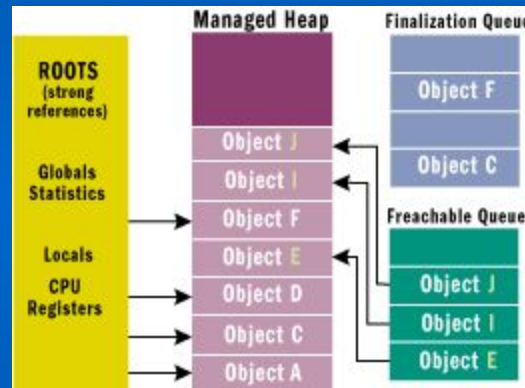 Managed Heap
Finalization Queue
ROOTS
(strong
references)
Globals
Statistics
Locals
CPU
Registers
Object J
Object I
Object F
Object E
Object D
Object C
Object A
Object F
Object C
Freachable Queue
Object J
Object I
Object E